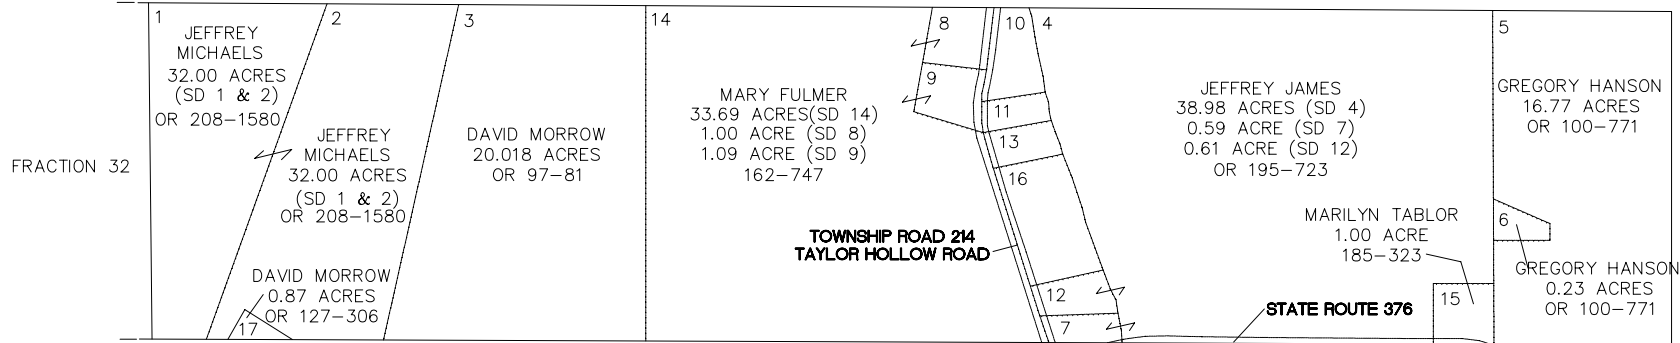 FRACTION 32
1
JEFFREY
MICHAELS
32.00 ACRES
(SD 1 & 2)
OR 208-1580
2
JEFFREY
MICHAELS
32.00 ACRES
(SD 1 & 2)
OR 208-1580
DAVID MORROW
0.87 ACRES
OR 127-306
17
3
DAVID MORROW
20.018 ACRES
OR 97-81
14
MARY FULMER
33.69 ACRES(SD 14)
1.00 ACRE (SD 8)
1.09 ACRE (SD 9)
162-747
8
9
TOWNSHIP ROAD 214
TAYLOR HOLLOW ROAD
10
11
13
16
12
7
4
JEFFREY JAMES
38.98 ACRES (SD 4)
0.59 ACRE (SD 7)
0.61 ACRE (SD 12)
OR 195-723
MARILYN TABLOR
1.00 ACRE
185-323
15
STATE ROUTE 376
5
GREGORY HANSON
16.77 ACRES
OR 100-771
6
GREGORY HANSON
0.23 ACRES
OR 100-771